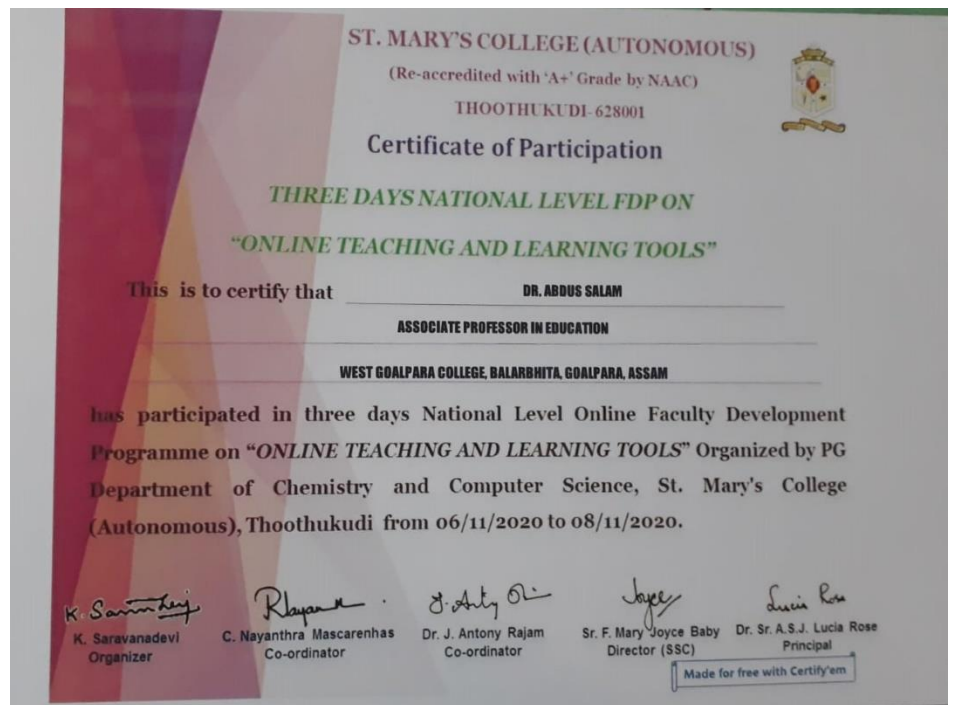 ST. MARY'S COLLEGE (AUTONOMOUS)
(Re-accredited with 'A+' Grade by NAAC)
THOOTHUKUDI-628001
Certificate of Participation
THREE DAYS NATIONAL LEVEL FDP ON
“ONLINE TEACHING AND LEARNING TOOLS”
This is to certify that DR. ABDUS SALAM
ASSOCIATE PROFESSOR IN EDUCATION
WEST GOALPARA COLLEGE, BALARBHITA, GOALPARA, ASSAM
has participated in three days National Level Online Faculty Development
Programme on “ONLINE TEACHING AND LEARNING TOOLS” Organized by PG
Department of Chemistry and Computer Science, St. Mary's College
(Autonomous), Thoothukudi from 06/11/2020 to 08/11/2020.
K. Saravanadevi
Organizer
C. Nayanthra Mascarenhas
Co-ordinator
Dr. J. Antony Rajam
Co-ordinator
Sr. F. Mary Joyce Baby
Director (SSC)
Dr. Sr. A.S.J. Lucia Rose
Principal
Made for free with Certify'em